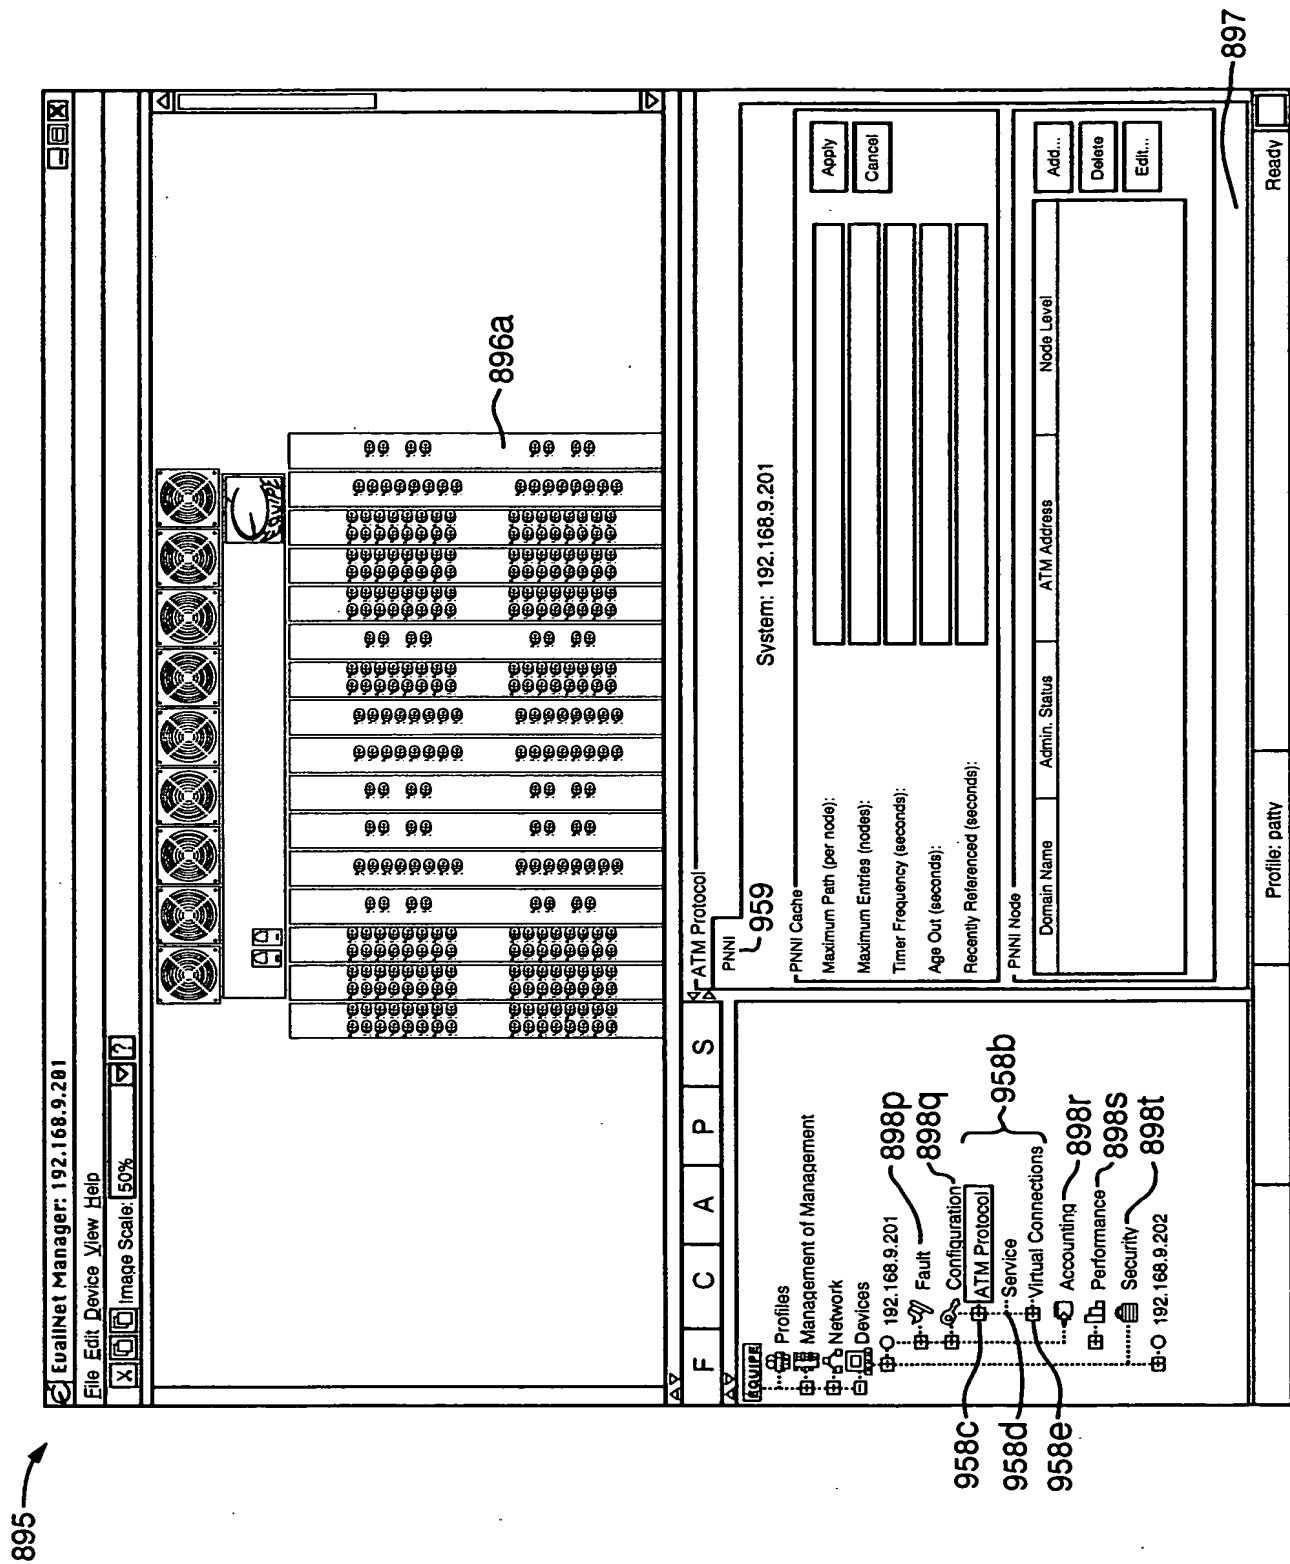 895
EuallNet Manager: 192.168.9.201
File Edit Device View Help
Image Scale: 50%
?
EQUIPE
896a
F C A P S
EQUIPE
Profiles
Management of Management
Network
Devices
192.168.9.201
Fault
Configuration
ATM Protocol
Service
Virtual Connections
Accounting
Performance
Security
192.168.9.202
898p
898q
958b
898r
898s
898t
958c
958d
958e
ATM Protocol
PNNI
959
System: 192.168.9.201
PNNI Cache
Maximum Path (per node):
Maximum Entries (nodes):
Timer Frequency (seconds):
Age Out (seconds):
Recently Referenced (seconds):
Apply
Cancel
PNNI Node
Domain Name Admin. Status ATM Address Node Level
Add...
Delete
Edit...
897
Profile: patty
Ready